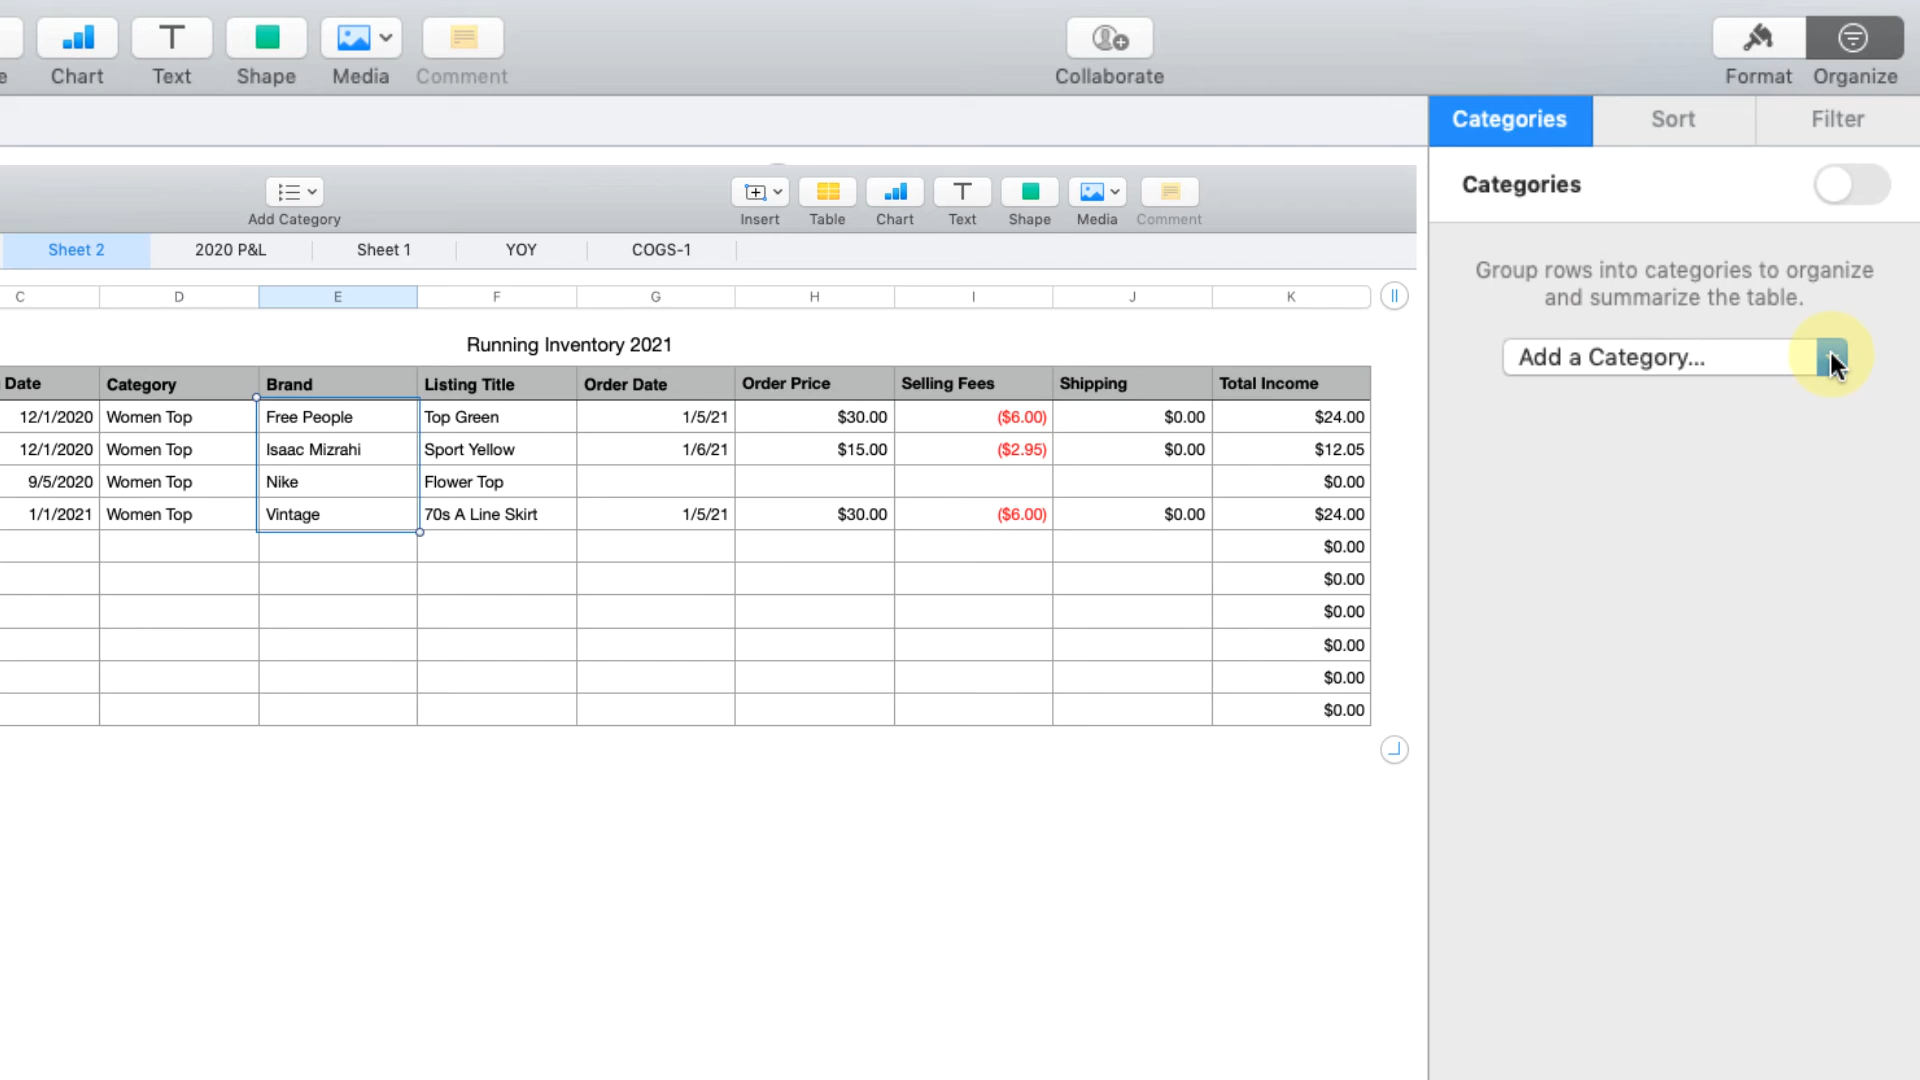 e Chart Text Shape Media Comment Collaborate Format Organize
Categories Sort Filter
Categories
Group rows into categories to organize
and summarize the table.
Add a Category...
Add Category Insert Table Chart Text Shape Media Comment
Sheet 2 2020 P&L Sheet 1 YOY COGS-1
C D E F G H I J K
Running Inventory 2021
Date Category Brand Listing Title Order Date Order Price Selling Fees Shipping Total Income
12/1/2020 Women Top Free People Top Green 1/5/21 $30.00 ($6.00) $0.00 $24.00
12/1/2020 Women Top Isaac Mizrahi Sport Yellow 1/6/21 $15.00 ($2.95) $0.00 $12.05
9/5/2020 Women Top Nike Flower Top $0.00
1/1/2021 Women Top Vintage 70s A Line Skirt 1/5/21 $30.00 ($6.00) $0.00 $24.00
$0.00
$0.00
$0.00
$0.00
$0.00
$0.00